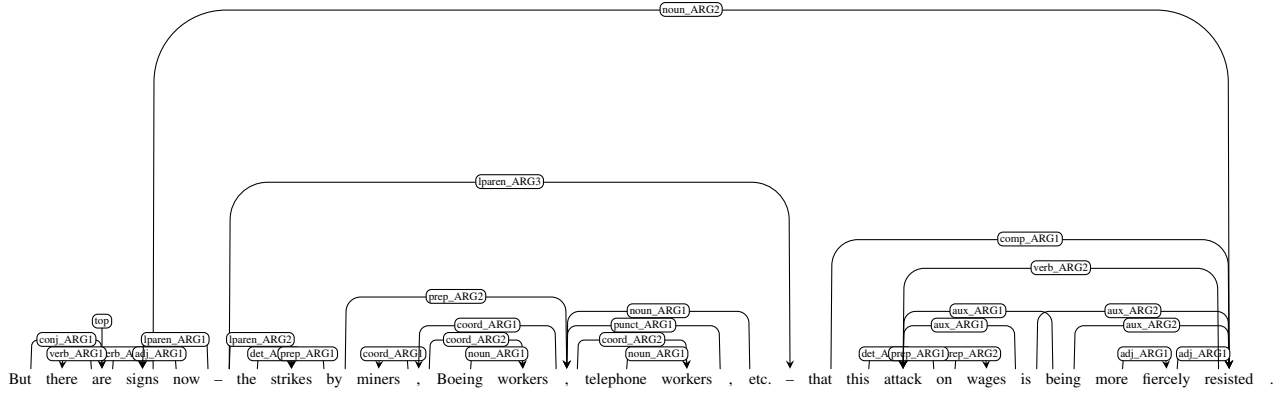 noun_ARG2
lparen_ARG3
comp_ARG1
verb_ARG2
prep_ARG2
noun_ARG1 aux_ARG1 aux_ARG2
top coord_ARG1 punct_ARG1 aux_ARG1 aux_ARG2
conj_ARG1 lparen_ARG1 lparen_ARG2 coord_ARG2 coord_ARG2
verb_ARG1 adj_ARG1 prep_ARG1 coord_ARG1 noun_ARG1 noun_ARG1 prep_ARG1 adj_ARG1 adj_ARG1
But there are signs now – the strikes by miners , Boeing workers , telephone workers , etc. – that this attack on wages is being more fiercely resisted .